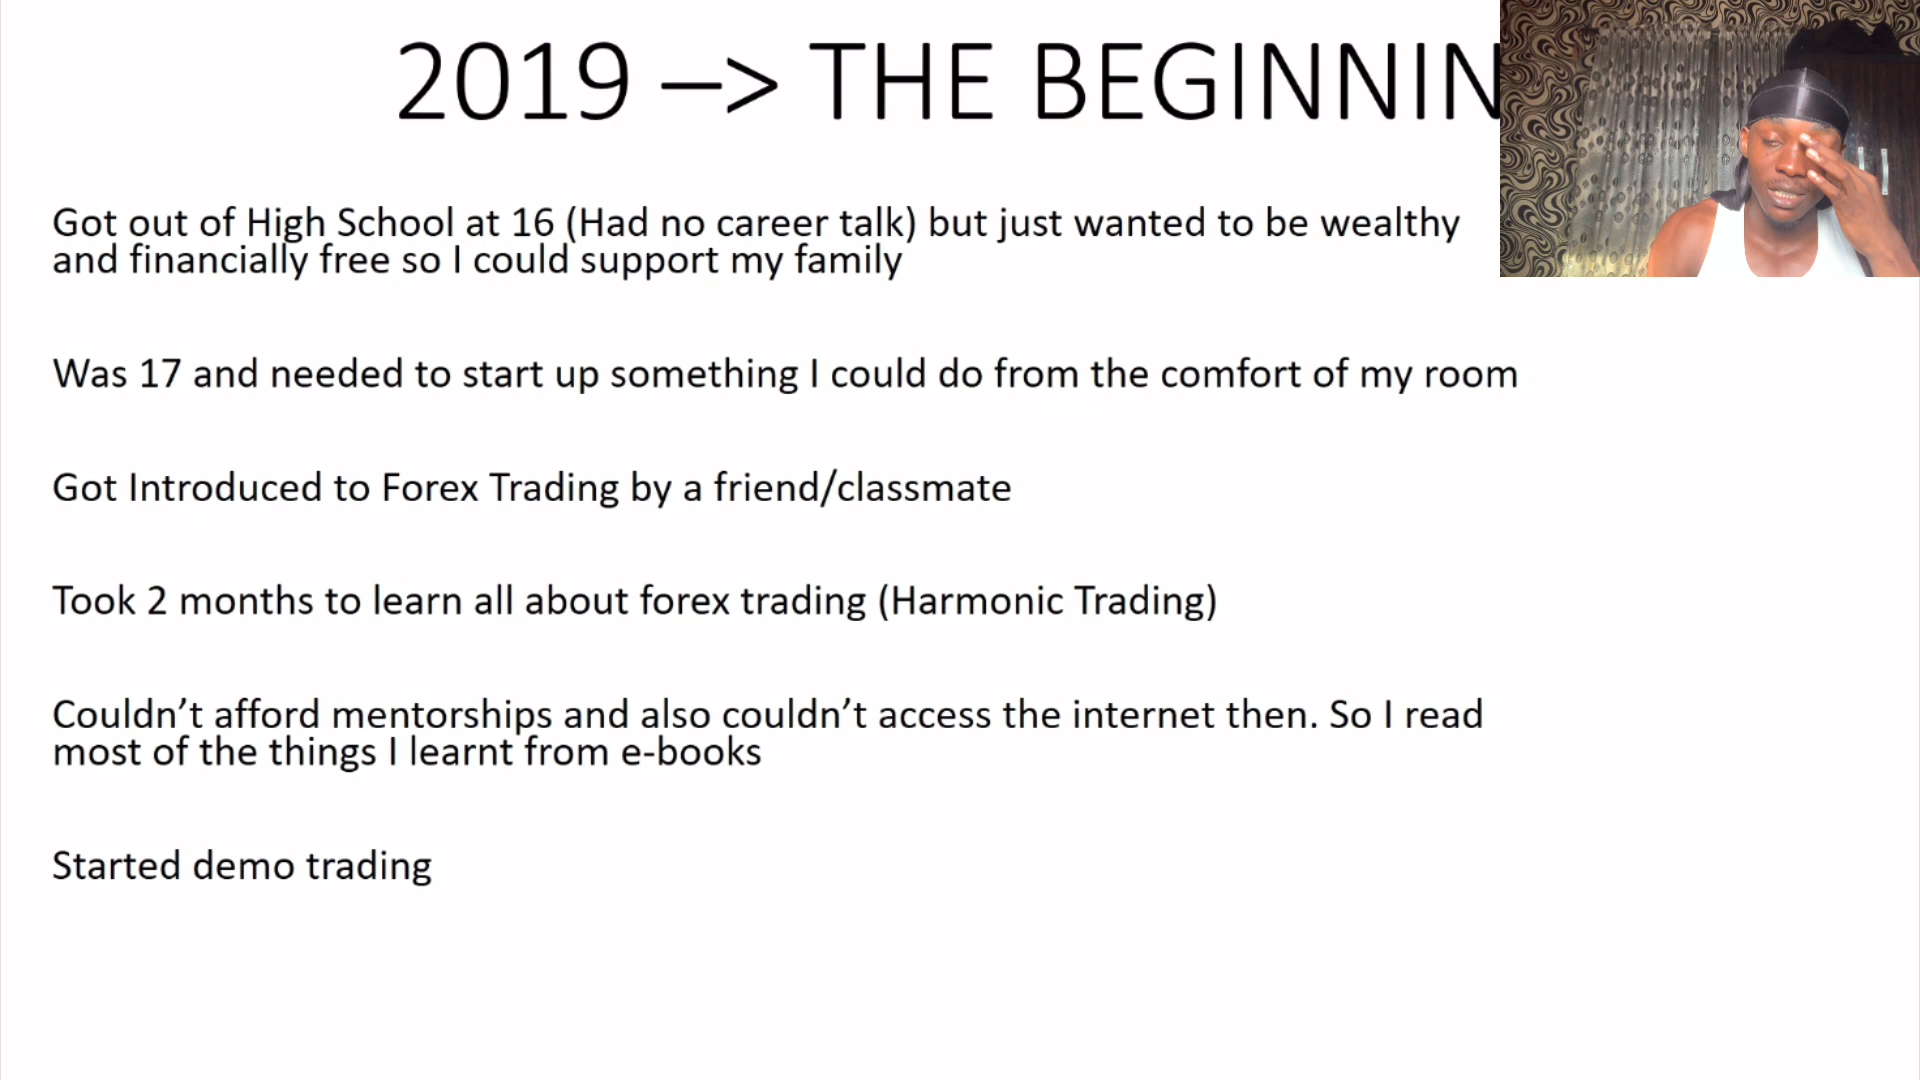 2019 –> THE BEGINNIN
Got out of High School at 16 (Had no career talk) but just wanted to be wealthy
and financially free so I could support my family
Was 17 and needed to start up something I could do from the comfort of my room
Got Introduced to Forex Trading by a friend/classmate
Took 2 months to learn all about forex trading (Harmonic Trading)
Couldn’t afford mentorships and also couldn’t access the internet then. So I read
most of the things I learnt from e-books
Started demo trading